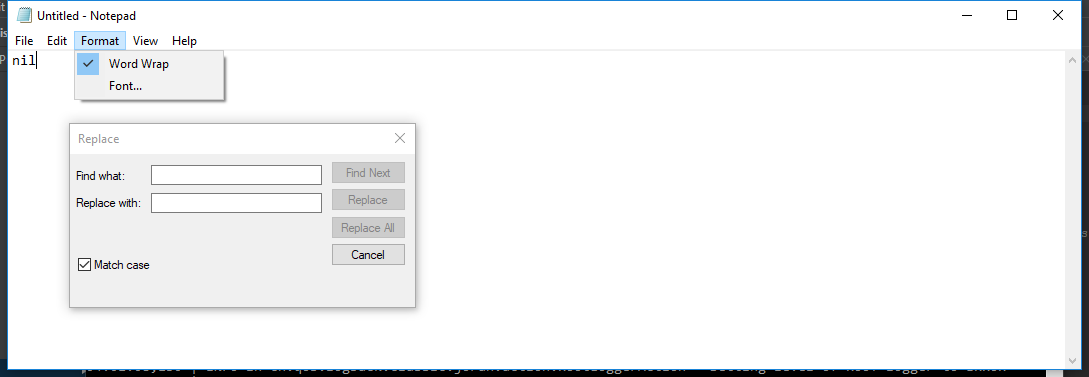 Untitled - Notepad
File Edit Format View Help
nil
Word Wrap
Font...
Replace
Find what:
Find Next
Replace with:
Replace
Replace All
Cancel
Match case